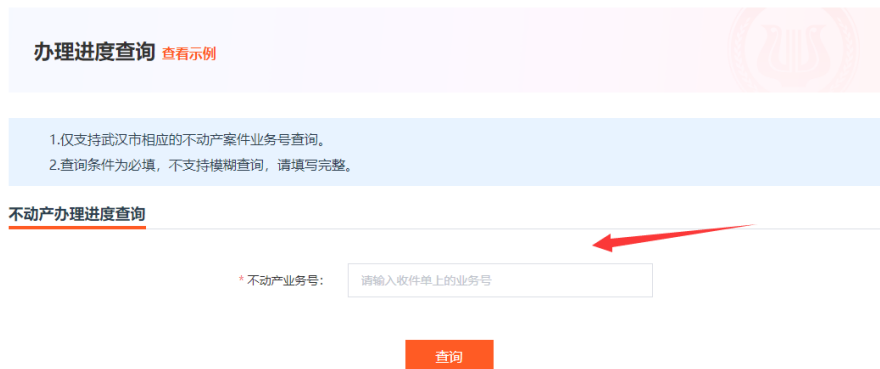 办理进度查询 查看示例
1.仅支持武汉市相应的不动产案件业务号查询。
2.查询条件为必填，不支持模糊查询，请填写完整。
不动产办理进度查询
* 不动产业务号： 请输入收件单上的业务号
查询